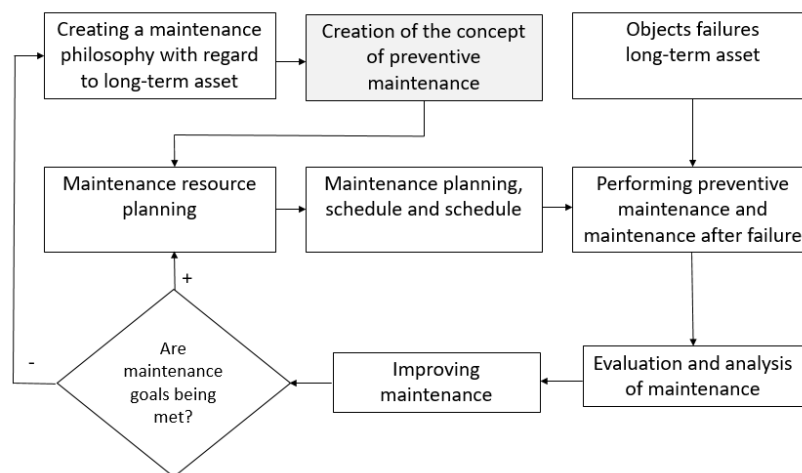 Creating a maintenance
philosophy with regard
to long-term asset
Creation of the concept
of preventive
maintenance
Objects failures
long-term asset
Maintenance resource
planning
Maintenance planning,
schedule and schedule
Performing preventive
maintenance and
maintenance after failure
+
-
Are
maintenance
goals being
met?
Improving
maintenance
Evaluation and analysis
of maintenance